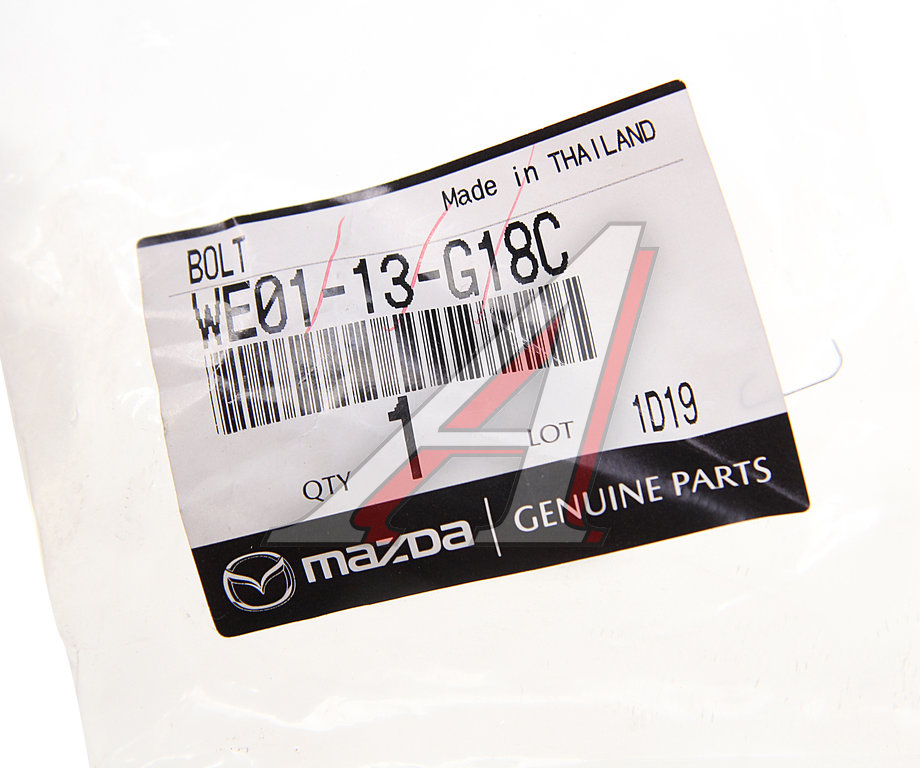 Made in THAILAND
BOLT
WE01-13-G18C
QTY 1 LOT 1D19
mazda | GENUINE PARTS